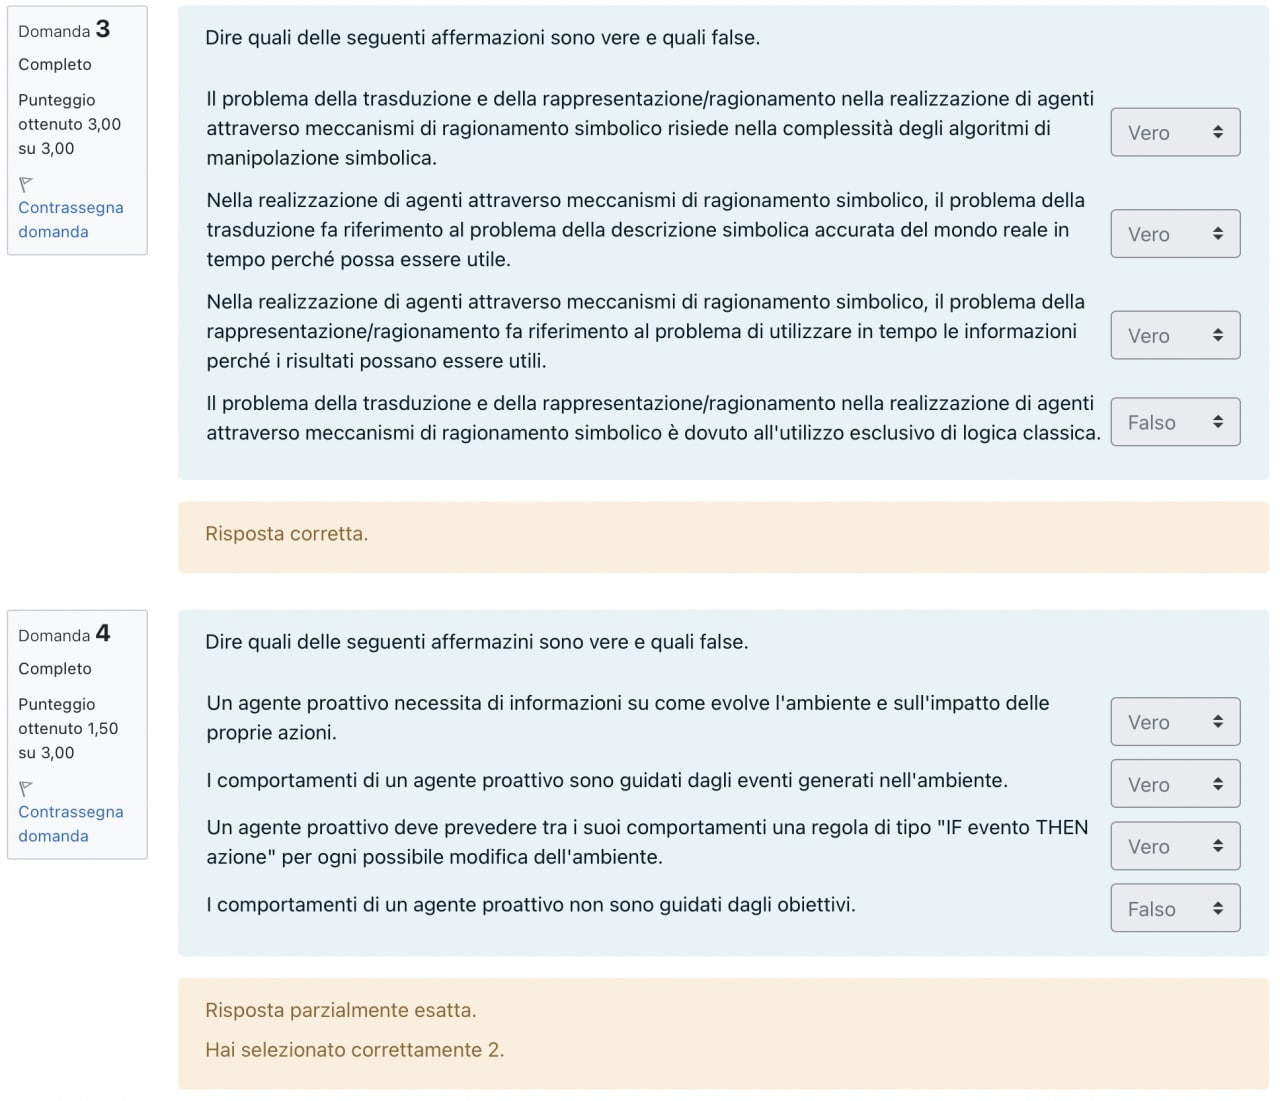 Domanda 3
Completo
Punteggio
ottenuto 3,00
su 3,00
Contrassegna
domanda
Dire quali delle seguenti affermazioni sono vere e quali false.
Il problema della trasduzione e della rappresentazione/ragionamento nella realizzazione di agenti
attraverso meccanismi di ragionamento simbolico risiede nella complessità degli algoritmi di
manipolazione simbolica.
Vero
Nella realizzazione di agenti attraverso meccanismi di ragionamento simbolico, il problema della
trasduzione fa riferimento al problema della descrizione simbolica accurata del mondo reale in
tempo perché possa essere utile.
Vero
Nella realizzazione di agenti attraverso meccanismi di ragionamento simbolico, il problema della
rappresentazione/ragionamento fa riferimento al problema di utilizzare in tempo le informazioni
perché i risultati possano essere utili.
Vero
Il problema della trasduzione e della rappresentazione/ragionamento nella realizzazione di agenti
attraverso meccanismi di ragionamento simbolico è dovuto all'utilizzo esclusivo di logica classica.
Falso
Risposta corretta.
Domanda 4
Completo
Punteggio
ottenuto 1,50
su 3,00
Contrassegna
domanda
Dire quali delle seguenti affermazini sono vere e quali false.
Un agente proattivo necessita di informazioni su come evolve l'ambiente e sull'impatto delle
proprie azioni.
Vero
I comportamenti di un agente proattivo sono guidati dagli eventi generati nell'ambiente.
Vero
Un agente proattivo deve prevedere tra i suoi comportamenti una regola di tipo "IF evento THEN
azione" per ogni possibile modifica dell'ambiente.
Vero
I comportamenti di un agente proattivo non sono guidati dagli obiettivi.
Falso
Risposta parzialmente esatta.
Hai selezionato correttamente 2.